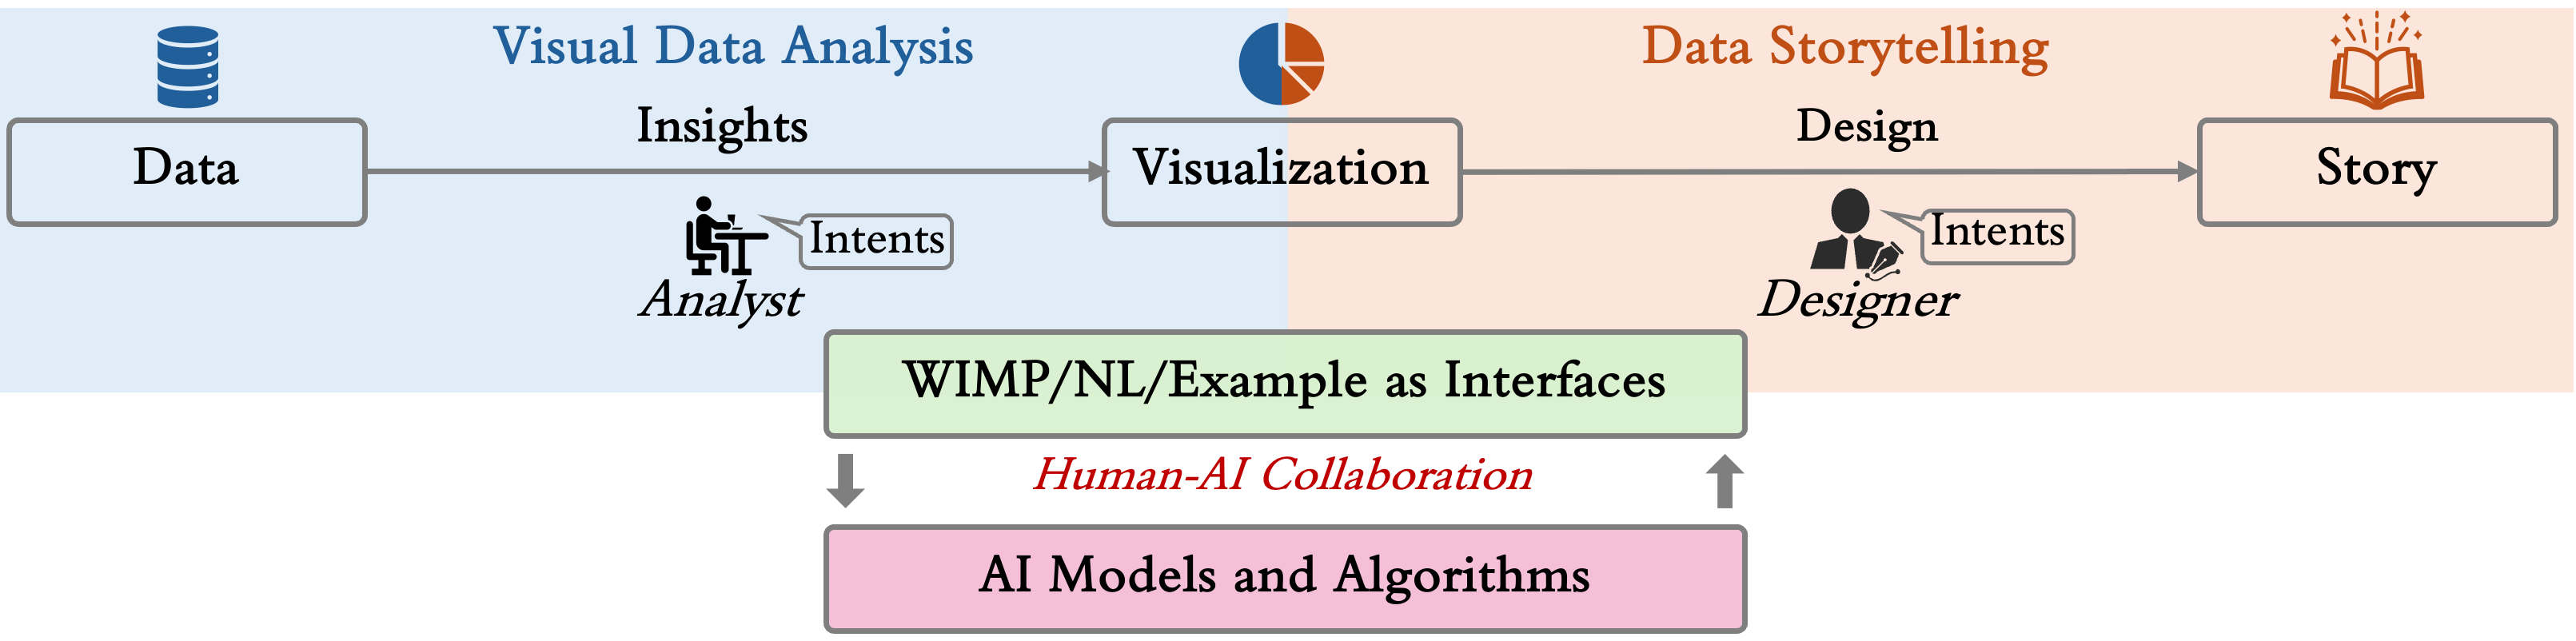 Visual Data Analysis
Data Storytelling
Insights
Design
Data
Visualization
Story
Intents
Intents
Analyst
Designer
WIMP/NL/Example as Interfaces
Human-AI Collaboration
AI Models and Algorithms